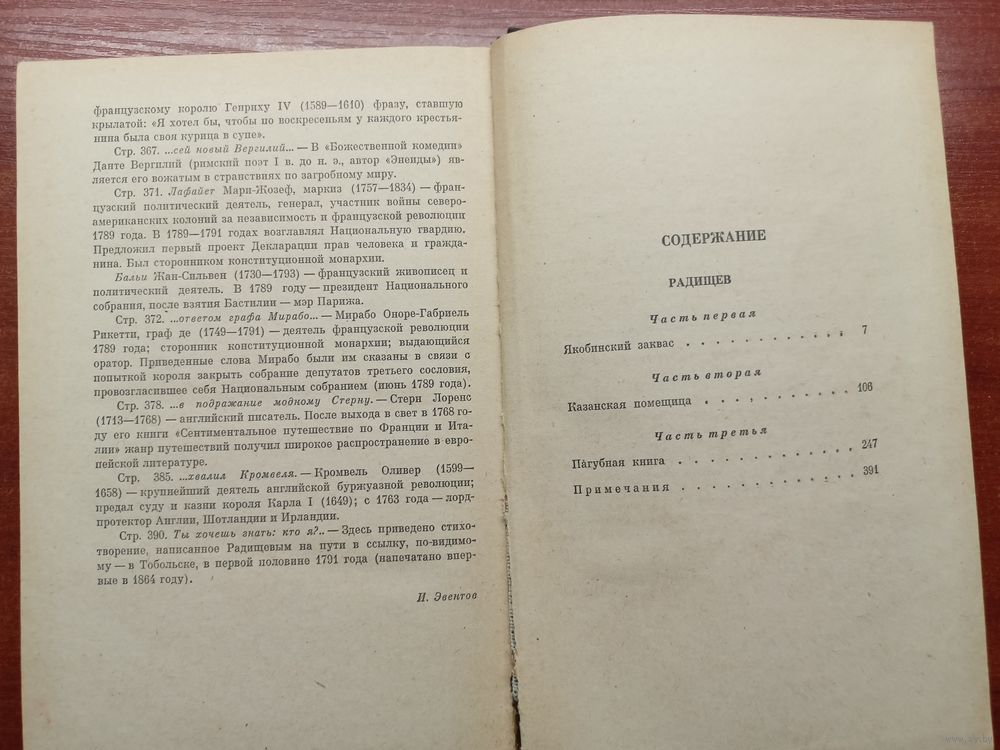 французскому королю Генриху IV (1589—1610) фразу, ставшую
крылатой: «Я хотел бы, чтобы по воскресеньям у каждого крестья-
нина была своя курица в супе».
Стр. 367. ...сей новый Вергилий... — В «Божественной комедии»
Данте Вергилий (римский поэт I в. до н. э., автор «Энеиды») яв-
ляется его вожатым в странствиях по загробному миру.
Стр. 371. Лафайет Мари-Жозеф, маркиз (1757—1834) — фран-
цузский политический деятель, генерал, участник войны северо-
американских колоний за независимость и французской революции
1789 года. В 1789—1791 годах возглавлял Национальную гвардию.
Предложил первый проект Декларации прав человека и гражда-
нина. Был сторонником конституционной монархии.
Бальи Жан-Сильвен (1730—1793) — французский живописец и
политический деятель. В 1789 году — президент Национального
собрания, после взятия Бастилии — мэр Парижа.
Стр. 372. ...ответом графа Мирабо... — Мирабо Оноре-Габриель
Рикетти, граф де (1749—1791) — деятель французской революции
1789 года; сторонник конституционной монархии; выдающийся
оратор. Приведенные слова Мирабо были им сказаны в связи с
попыткой короля закрыть собрание депутатов третьего сословия,
провозгласившее себя Национальным собранием (июнь 1789 года).
Стр. 378. ...в подражание модному Стерну. — Стерн Лоренс
(1713—1768) — английский писатель. После выхода в свет в 1768 го-
ду его книги «Сентиментальное путешествие по Франции и Ита-
лии» жанр путешествий получил широкое распространение в евро-
пейской литературе.
Стр. 385. ...хвалил Кромвеля. — Кромвель Оливер (1599—
1658) — крупнейший деятель английской буржуазной революции;
предал суду и казни короля Карла I (1649); с 1763 года — лорд-
протектор Англии, Шотландии и Ирландии.
Стр. 390. Ты хочешь знать: кто я?.. — Здесь приведено стихо-
творение, написанное Радищевым на пути в ссылку, по-видимо-
му — в Тобольске, в первой половине 1791 года (напечатано впер-
вые в 1864 году).
И. Эвентов
СОДЕРЖАНИЕ
РАДИЩЕВ
Часть первая
Якобинский заквас . . . . . . . . . . . . 7
Часть вторая
Казанская помещица . . . . . . . . . . . 106
Часть третья
Пагубная книга . . . . . . . . . . . . 247
Примечания . . . . . . . . . . . . 391